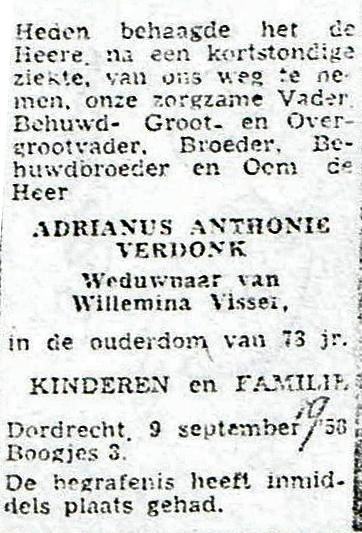 Heden behaagde het de
Heere, na een kortstondige
ziekte, van ons weg te ne-
men, onze zorgzame Vader,
Behuwd- Groot- en Over-
grootvader, Broeder, Be-
huwdbroeder en Oom de
Heer
ADRIANUS ANTHONIE
VERDONK
Weduwnaar van
Willemina Visser,
in de ouderdom van 73 jr.
KINDEREN en FAMILIE
19
Dordrecht, 9 september '58
Boogjes 3.
De begrafenis heeft inmid-
dels plaats gehad.